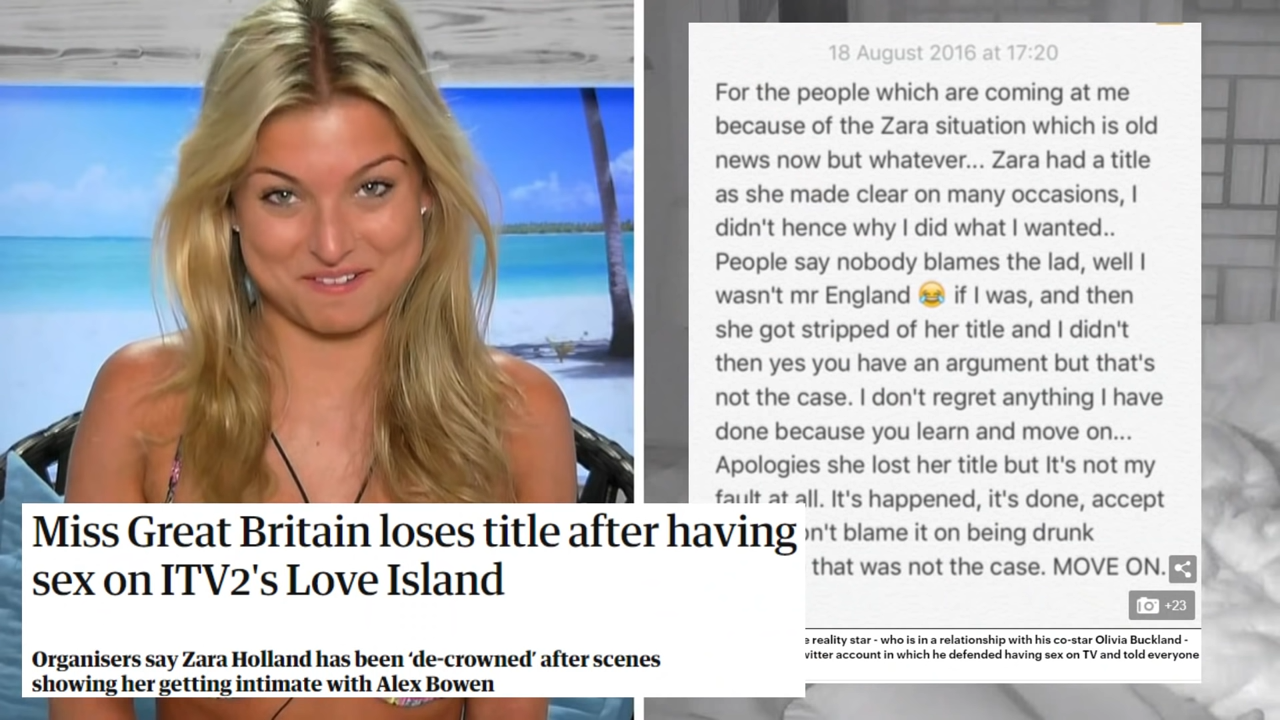 18 August 2016 at 17:20
For the people which are coming at me
because of the Zara situation which is old
news now but whatever... Zara had a title
as she made clear on many occasions, I
didn't hence why I did what I wanted..
People say nobody blames the lad, well I
wasn't mr England 😂 if I was, and then
she got stripped of her title and I didn't
then yes you have an argument but that's
not the case. I don't regret anything I have
done because you learn and move on...
Apologies she lost her title but It's not my
fault at all. It's happened, it's done, accept
on't blame it on being drunk
that was not the case. MOVE ON.
+23
e reality star - who is in a relationship with his co-star Olivia Buckland -
witter account in which he defended having sex on TV and told everyone
Miss Great Britain loses title after having
sex on ITV2's Love Island
Organisers say Zara Holland has been ‘de-crowned’ after scenes
showing her getting intimate with Alex Bowen